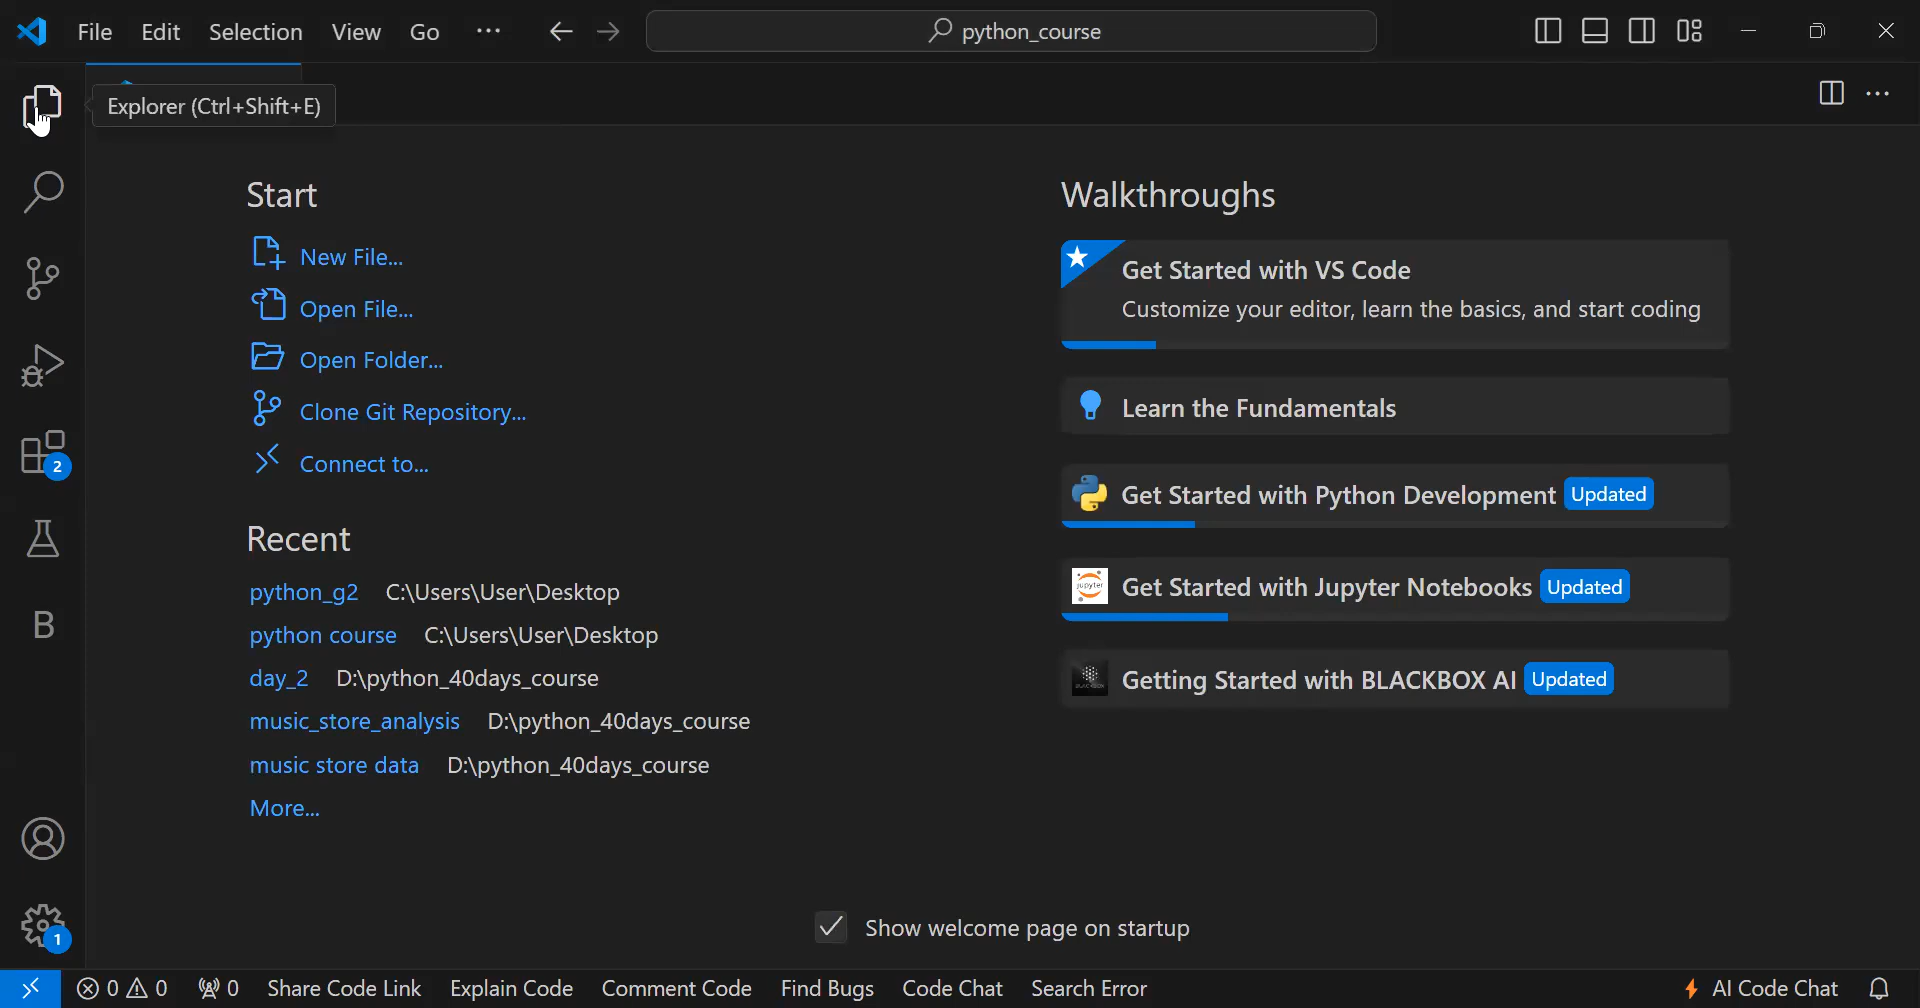 File Edit Selection View Go ··· python_course
Explorer (Ctrl+Shift+E)
Start
New File...
Open File...
Open Folder...
Clone Git Repository...
Connect to...
Recent
python_g2 C:\Users\User\Desktop
python course C:\Users\User\Desktop
day_2 D:\python_40days_course
music_store_analysis D:\python_40days_course
music store data D:\python_40days_course
More...
Walkthroughs
Get Started with VS Code
Customize your editor, learn the basics, and start coding
Learn the Fundamentals
Get Started with Python Development Updated
jupyter Get Started with Jupyter Notebooks Updated
BLACKBOX Getting Started with BLACKBOX AI Updated
2
B
1
Show welcome page on startup
0 0 0 Share Code Link Explain Code Comment Code Find Bugs Code Chat Search Error AI Code Chat